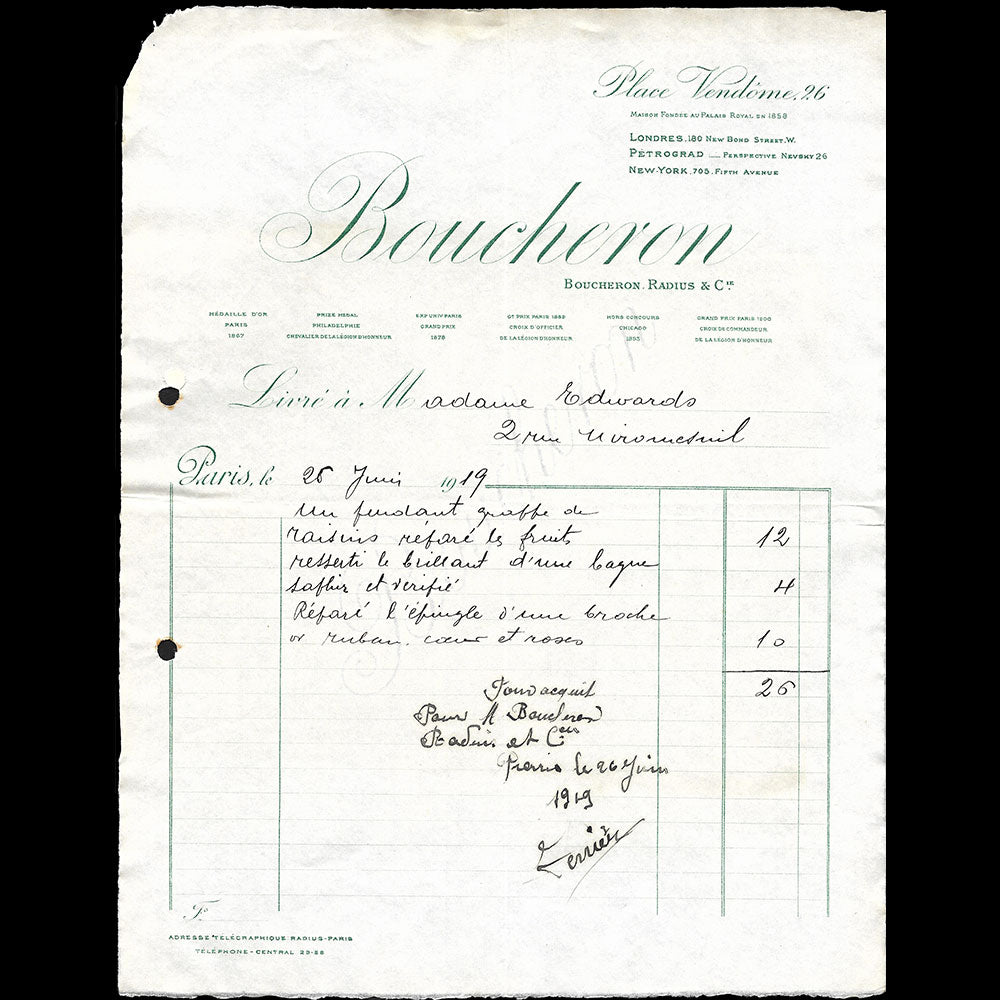 Place Vendôme, 26
MAISON FONDÉE AU PALAIS ROYAL EN 1858
LONDRES, 180 NEW BOND STREET, W.
PÉTROGRAD — PERSPECTIVE NEVSKY 26
NEW-YORK, 705, FIFTH AVENUE
Boucheron
BOUCHERON, RADIUS & CIE.
MÉDAILLE D'OR
PARIS
1867
PRIZE MEDAL
PHILADELPHIE
CHEVALIER DE LA LÉGION D'HONNEUR
EXP. UNIV. PARIS
GRAND PRIX
1878
GD PRIX PARIS 1889
CROIX D'OFFICIER
DE LA LÉGION D'HONNEUR
HORS CONCOURS
CHICAGO
1893
GRAND PRIX PARIS 1900
CROIX DE COMMANDEUR
DE LA LÉGION D'HONNEUR
Livré à Madame Edwards
2 rue Miromesnil
Paris, le 26 Juin 1919
Un pendant grappe de
raisins réparé les fruits 12
resserti le brillant d'une bague
saphir et vérifié 4
Réparé l'épingle d'une broche
or ruban, cœur et roses 10
26
Pour acquit
Pour M Boucheron
Radius et Cie
Paris le 26 Juin
1919
F.º
ADRESSE TÉLÉGRAPHIQUE RADIUS-PARIS
TÉLÉPHONE-CENTRAL 29-88